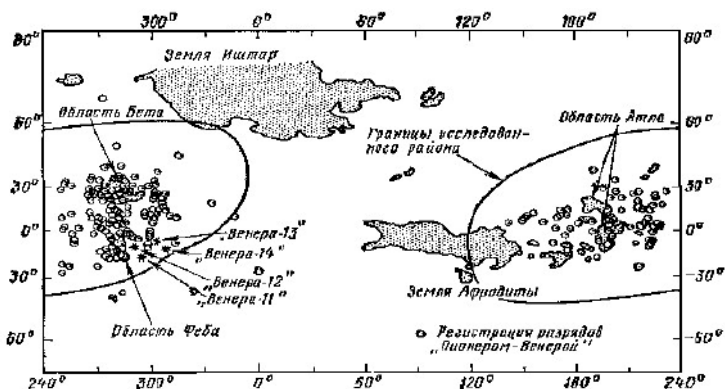 300° 0° 60° 120° 180°
80° 80°
Земля Иштар
Область Бета
Область Атла
60° 60°
Границы исследован-
ного района
30° 30°
0° 0°
„Венера-13”
„Венера-14”
„Венера-12”
„Венера-11”
30° -30°
Земля Афродиты
Область Феба
Регистрация разрядов
„Пионером-Венерой”
60° -50°
240° 300° 0° 60° 120° 180° 240°